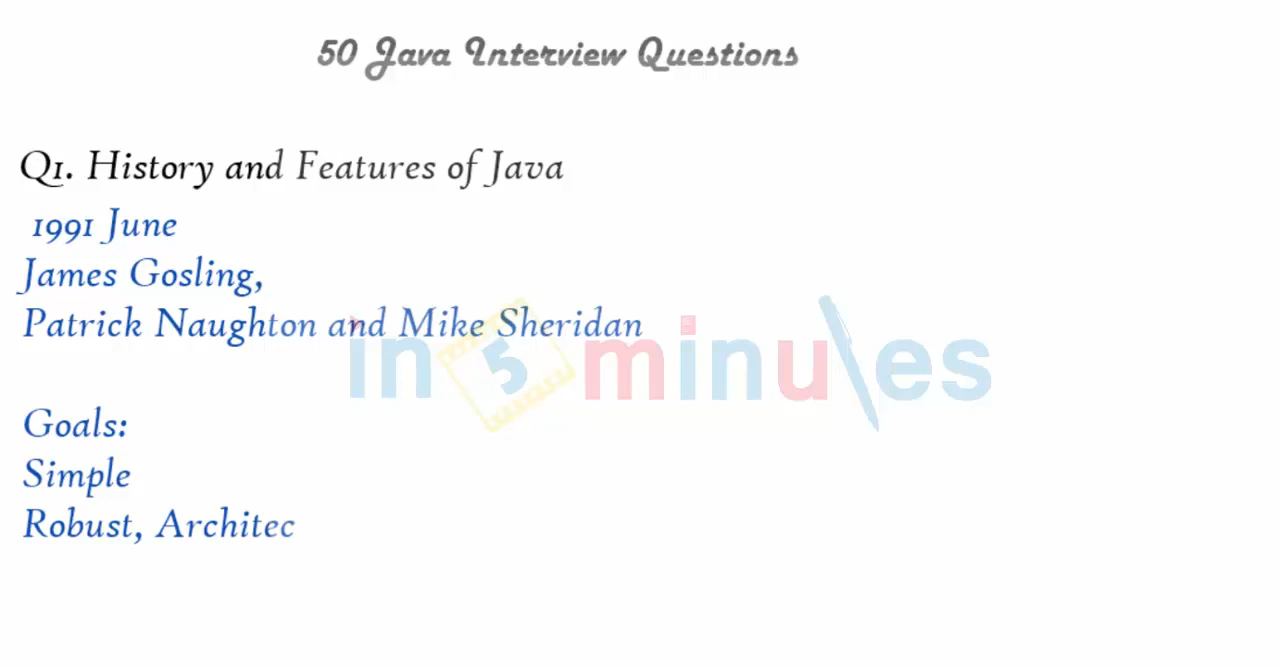 50 Java Interview Questions
Q1. History and Features of Java
1991 June
James Gosling,
Patrick Naughton and Mike Sheridan
in 5 minutes
Goals:
Simple
Robust, Architec